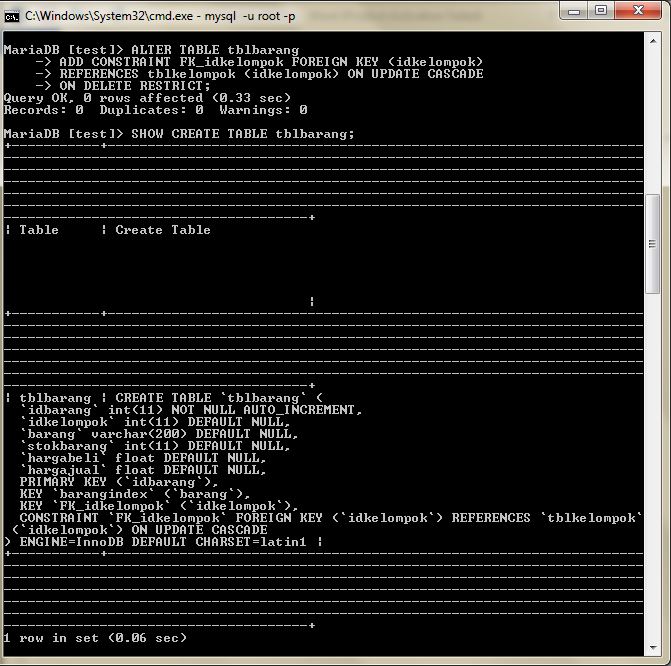 C:\Windows\System32\cmd.exe - mysql -u root -p
MariaDB [test]> ALTER TABLE tblbarang
-> ADD CONSTRAINT FK_idkelompok FOREIGN KEY (idkelompok)
-> REFERENCES tblkelompok (idkelompok) ON UPDATE CASCADE
-> ON DELETE RESTRICT;
Query OK, 0 rows affected (0.33 sec)
Records: 0  Duplicates: 0  Warnings: 0
MariaDB [test]> SHOW CREATE TABLE tblbarang;
| Table | Create Table
|
| tblbarang | CREATE TABLE `tblbarang` (
`idbarang` int(11) NOT NULL AUTO_INCREMENT,
`idkelompok` int(11) DEFAULT NULL,
`barang` varchar(200) DEFAULT NULL,
`stokbarang` int(11) DEFAULT NULL,
`hargabeli` float DEFAULT NULL,
`hargajual` float DEFAULT NULL,
PRIMARY KEY (`idbarang`),
KEY `barangindex` (`barang`),
KEY `FK_idkelompok` (`idkelompok`),
CONSTRAINT `FK_idkelompok` FOREIGN KEY (`idkelompok`) REFERENCES `tblkelompok`
(`idkelompok`) ON UPDATE CASCADE
) ENGINE=InnoDB DEFAULT CHARSET=latin1 |
1 row in set (0.06 sec)